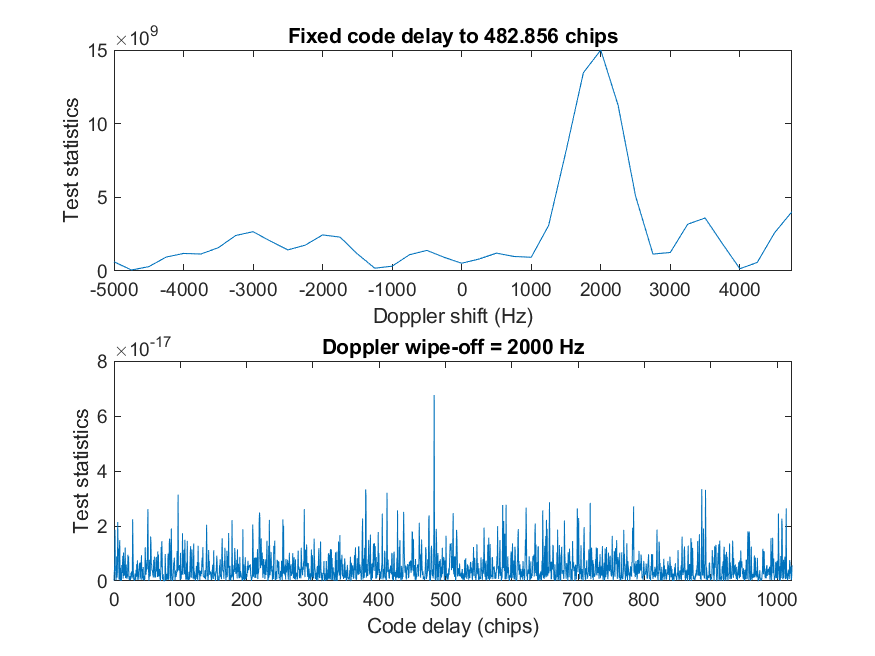 Fixed code delay to 482.856 chips
×10⁹
15
10
5
0
Test statistics
-5000 -4000 -3000 -2000 -1000 0 1000 2000 3000 4000
Doppler shift (Hz)
Doppler wipe-off = 2000 Hz
×10⁻¹⁷
8
6
4
2
0
Test statistics
0 100 200 300 400 500 600 700 800 900 1000
Code delay (chips)